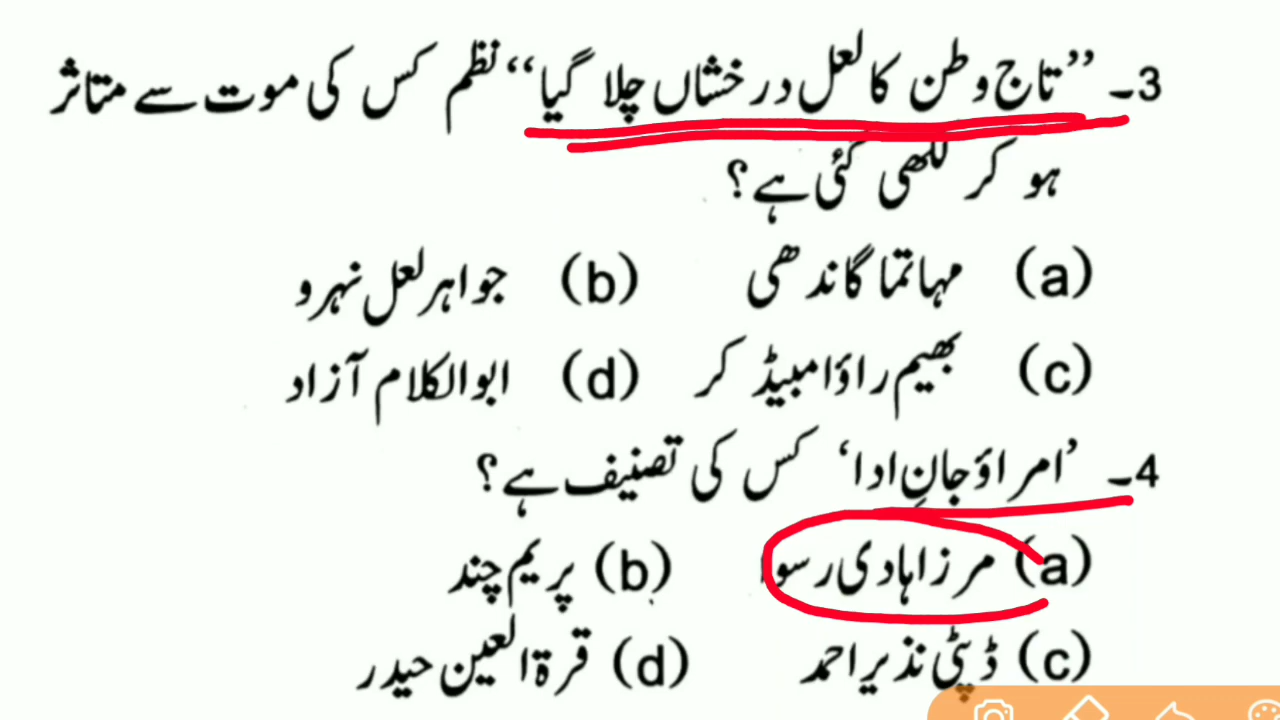 3۔ ’’تاج وطن کا لعل درخشاں چلا گیا‘‘ نظم کس کی موت سے متاثر
ہو کر لکھی گئی ہے؟
(a) مہاتما گاندھی (b) جواہر لعل نہرو
(c) بھیم راؤ امبیڈکر (d) ابوالکلام آزاد
4۔ ’امراؤ جانِ ادا‘ کس کی تصنیف ہے؟
(a) مرزا ہادی رسوا (b) پریم چند
(c) ڈپٹی نذیر احمد (d) قرۃ العین حیدر